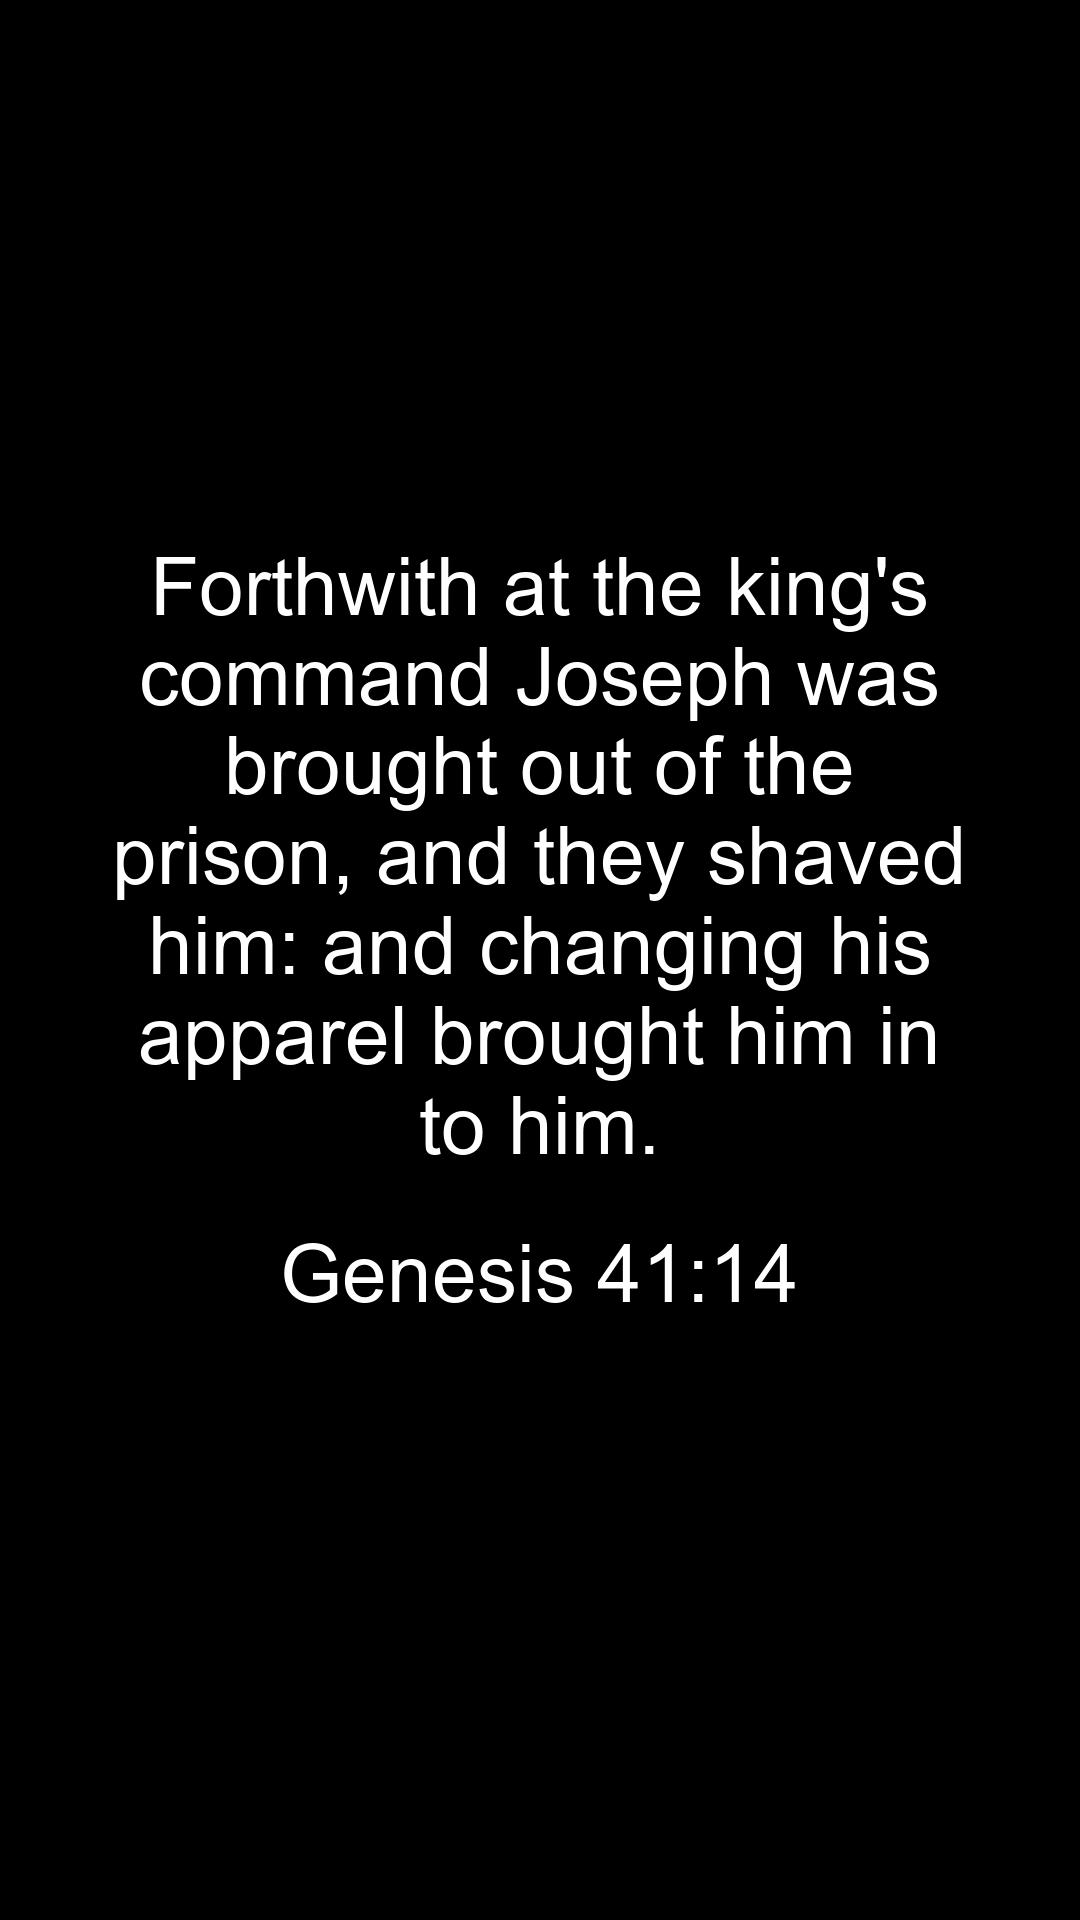 Forthwith at the king's
command Joseph was
brought out of the
prison, and they shaved
him: and changing his
apparel brought him in
to him.
Genesis 41:14